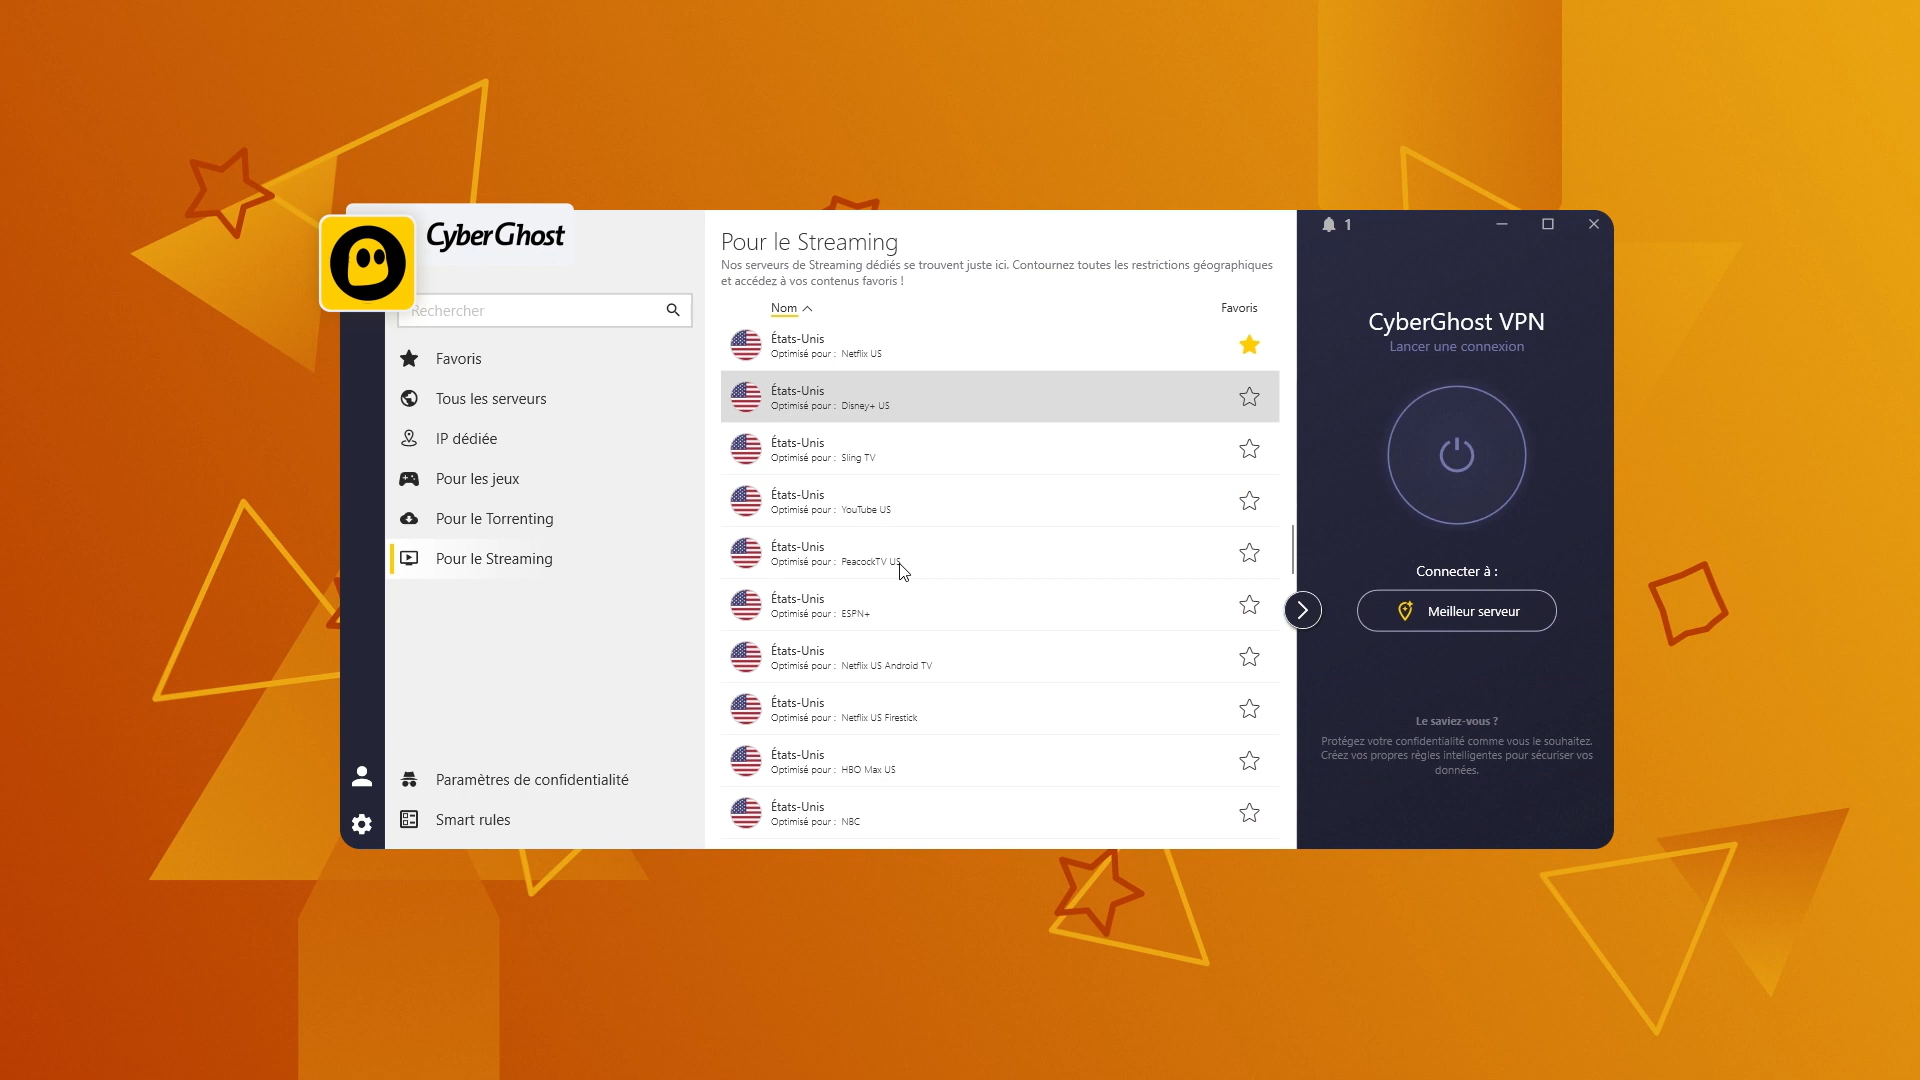 CyberGhost
Rechercher
Favoris
Tous les serveurs
IP dédiée
Pour les jeux
Pour le Torrenting
Pour le Streaming
Paramètres de confidentialité
Smart rules
Pour le Streaming
Nos serveurs de Streaming dédiés se trouvent juste ici. Contournez toutes les restrictions géographiques
et accédez à vos contenus favoris !
Nom Favoris
États-Unis
Optimisé pour : Netflix US
États-Unis
Optimisé pour : Disney+ US
États-Unis
Optimisé pour : Sling TV
États-Unis
Optimisé pour : YouTube US
États-Unis
Optimisé pour : PeacockTV US
États-Unis
Optimisé pour : ESPN+
États-Unis
Optimisé pour : Netflix US Android TV
États-Unis
Optimisé pour : Netflix US Firestick
États-Unis
Optimisé pour : HBO Max US
États-Unis
Optimisé pour : NBC
1
CyberGhost VPN
Lancer une connexion
Connecter à :
Meilleur serveur
Le saviez-vous ?
Protégez votre confidentialité comme vous le souhaitez.
Créez vos propres règles intelligentes pour sécuriser vos
données.